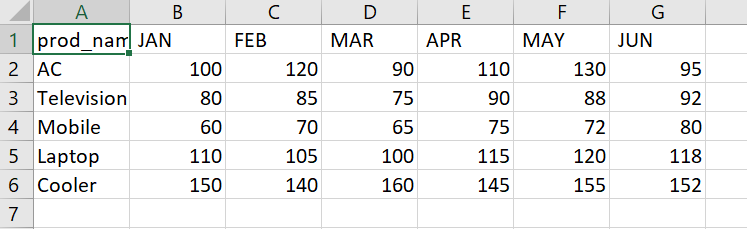 A B C D E F G
1 prod_nam JAN FEB MAR APR MAY JUN
2 AC 100 120 90 110 130 95
3 Television 80 85 75 90 88 92
4 Mobile 60 70 65 75 72 80
5 Laptop 110 105 100 115 120 118
6 Cooler 150 140 160 145 155 152
7